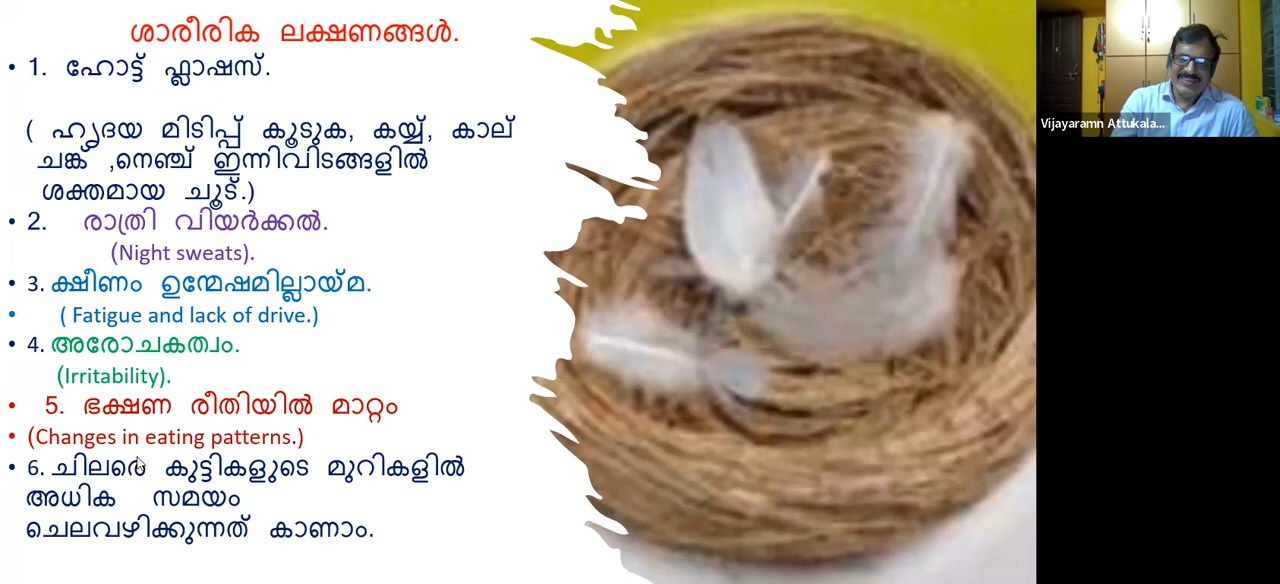 ശാരീരിക ലക്ഷണങ്ങൾ.
• 1. ഹോട്ട് ഫ്ലാഷസ്.
( ഹൃദയ മിടിപ്പ് കൂടുക, കയ്യ്, കാല്
ചങ്ക് ,നെഞ്ച് ഇന്നിവിടങ്ങളിൽ
ശക്തമായ ചൂട്.)
• 2. രാത്രി വിയർക്കൽ.
(Night sweats).
• 3. ക്ഷീണം ഉന്മേഷമില്ലായ്മ.
• ( Fatigue and lack of drive.)
• 4. അരോചകത്വം.
(Irritability).
• 5. ഭക്ഷണ രീതിയിൽ മാറ്റം
• (Changes in eating patterns.)
• 6. ചിലരെ കുട്ടികളുടെ മുറികളിൽ
അധിക സമയം
ചെലവഴിക്കുന്നത് കാണാം.
Vijayaramn Attukala...